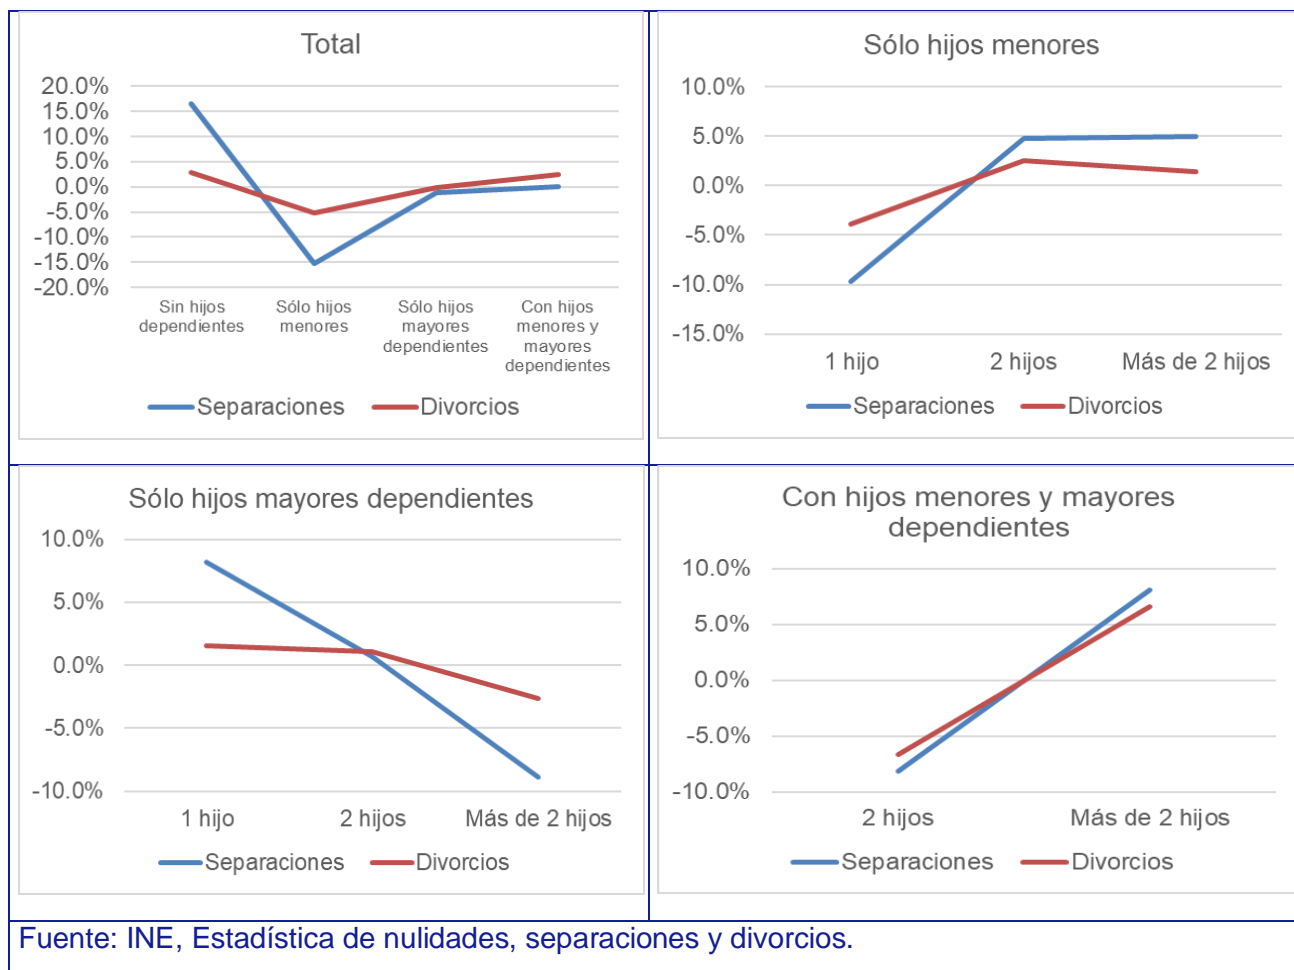 Total
20.0%
15.0%
10.0%
5.0%
0.0%
-5.0%
-10.0%
-15.0%
-20.0%
Sin hijos
dependientes
Sólo hijos
menores
Sólo hijos
mayores
dependientes
Con hijos
menores y
mayores
dependientes
Separaciones
Divorcios
Sólo hijos menores
10.0%
5.0%
0.0%
-5.0%
-10.0%
-15.0%
1 hijo
2 hijos
Más de 2 hijos
Separaciones
Divorcios
Sólo hijos mayores dependientes
10.0%
5.0%
0.0%
-5.0%
-10.0%
1 hijo
2 hijos
Más de 2 hijos
Separaciones
Divorcios
Con hijos menores y mayores
dependientes
10.0%
5.0%
0.0%
-5.0%
-10.0%
2 hijos
Más de 2 hijos
Separaciones
Divorcios
Fuente: INE, Estadística de nulidades, separaciones y divorcios.